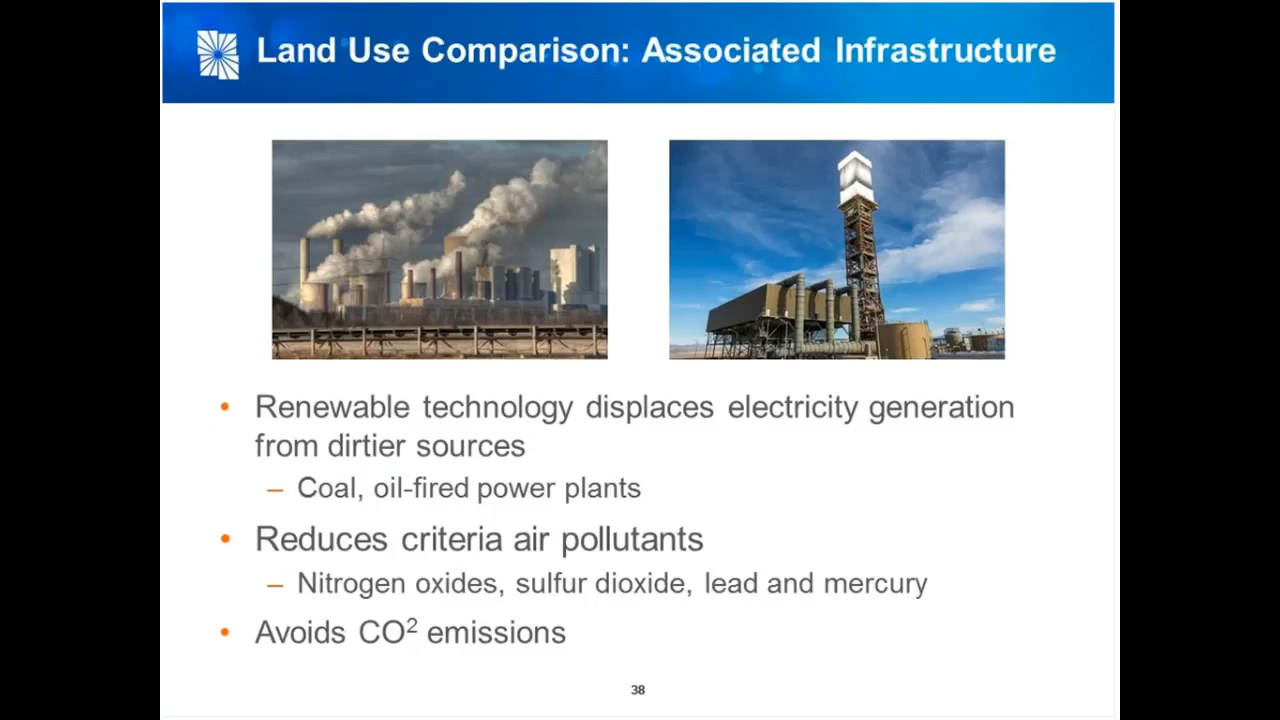 Land Use Comparison: Associated Infrastructure
• Renewable technology displaces electricity generation
from dirtier sources
– Coal, oil-fired power plants
• Reduces criteria air pollutants
– Nitrogen oxides, sulfur dioxide, lead and mercury
• Avoids CO² emissions
38